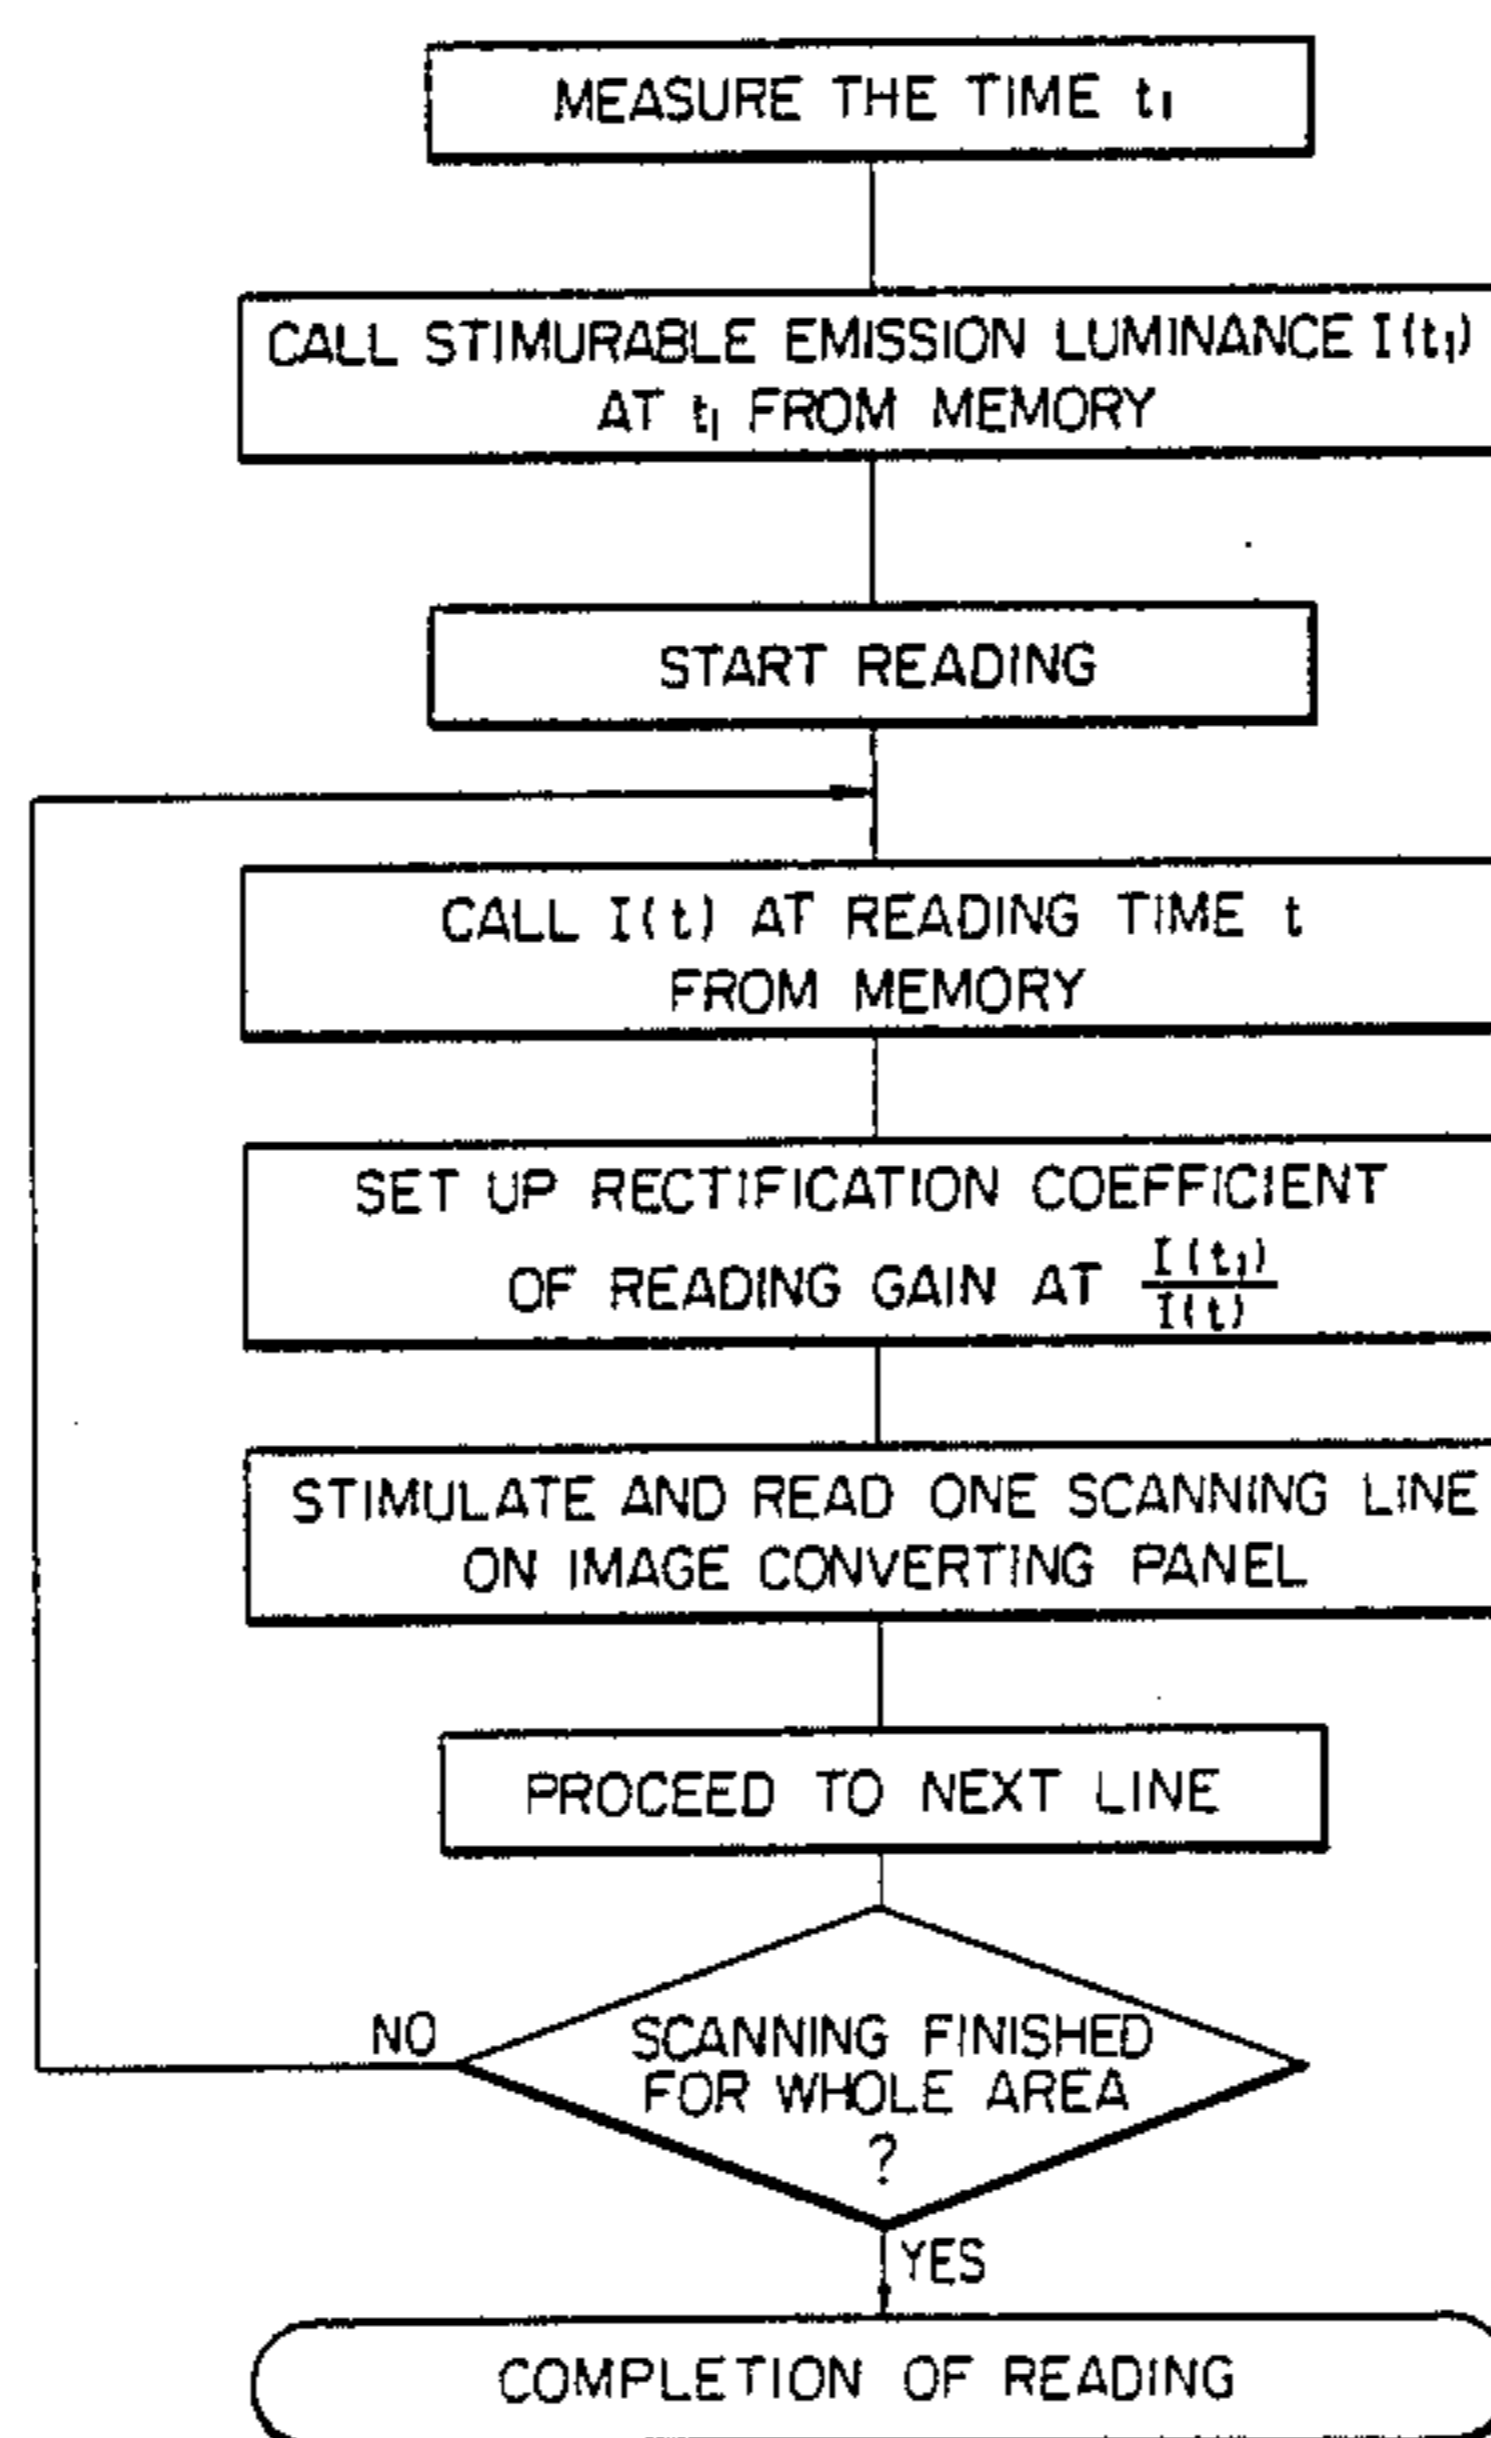 MEASURE THE TIME t₁
CALL STIMURABLE EMISSION LUMINANCE I(t₁)
AT t₁ FROM MEMORY
START READING
CALL I(t) AT READING TIME t
FROM MEMORY
SET UP RECTIFICATION COEFFICIENT
OF READING GAIN AT I(t₁)/I(t)
STIMULATE AND READ ONE SCANNING LINE
ON IMAGE CONVERTING PANEL
PROCEED TO NEXT LINE
NO
SCANNING FINISHED
FOR WHOLE AREA
?
YES
COMPLETION OF READING